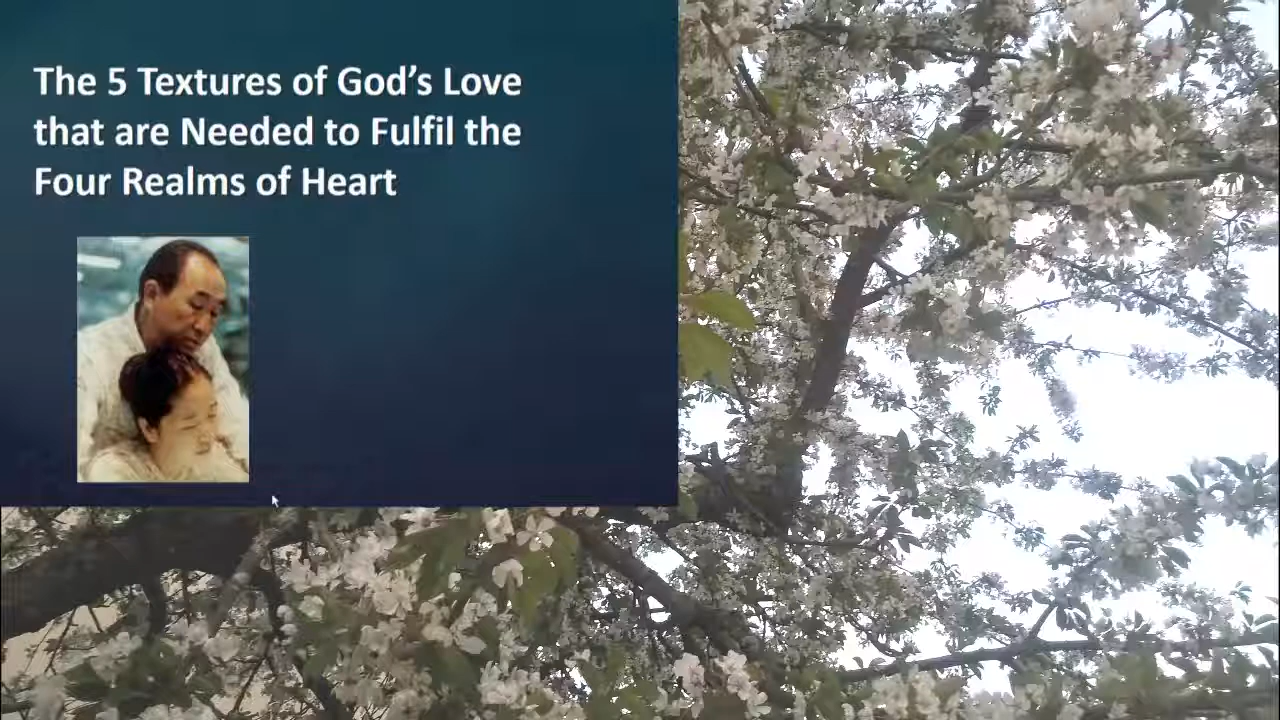 The 5 Textures of God’s Love
that are Needed to Fulfil the
Four Realms of Heart